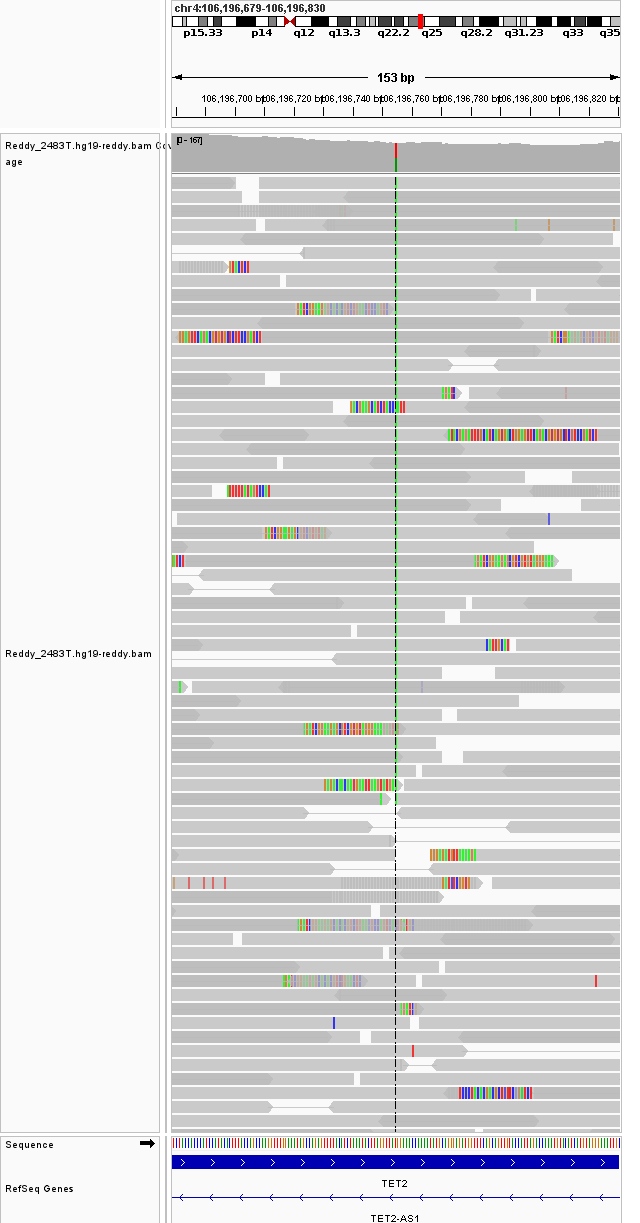 chr4:106,196,679-106,196,830
p15.33 p14 q12 q13.3 q22.2 q25 q28.2 q31.23 q33 q35
153 bp
106,196,700 bp 106,196,720 bp 106,196,740 bp 106,196,760 bp 106,196,780 bp 106,196,800 bp 106,196,820 bp
Reddy_2483T.hg19-reddy.bam Cov
age
[0 - 167]
Reddy_2483T.hg19-reddy.bam
Sequence
RefSeq Genes
TET2
TET2-AS1